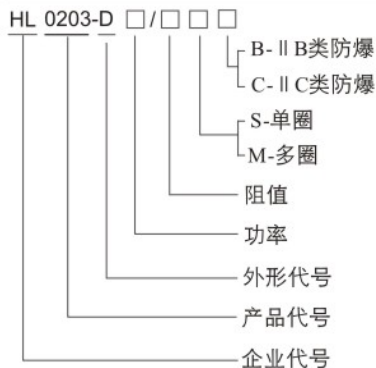 HL 0203-D □/□ □ □
B-ⅡB类防爆
C-ⅡC类防爆
S-单圈
M-多圈
阻值
功率
外形代号
产品代号
企业代号